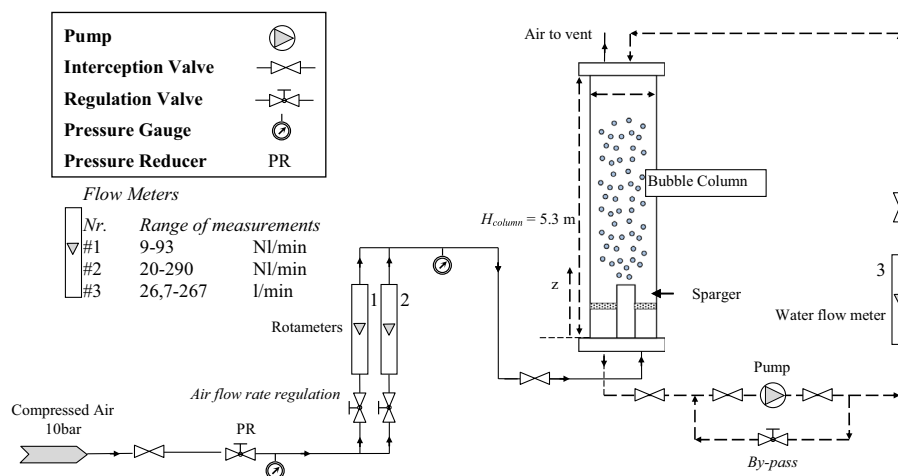 Pump
Interception Valve
Regulation Valve
Pressure Gauge
Pressure Reducer PR
Flow Meters
Nr. Range of measurements
#1 9-93 Nl/min
#2 20-290 Nl/min
#3 26,7-267 l/min
Air to vent
Bubble Column
H_column = 5.3 m
z
Sparger
1
2
3
Rotameters
Water flow meter
Pump
Air flow rate regulation
Compressed Air
10bar
PR
By-pass